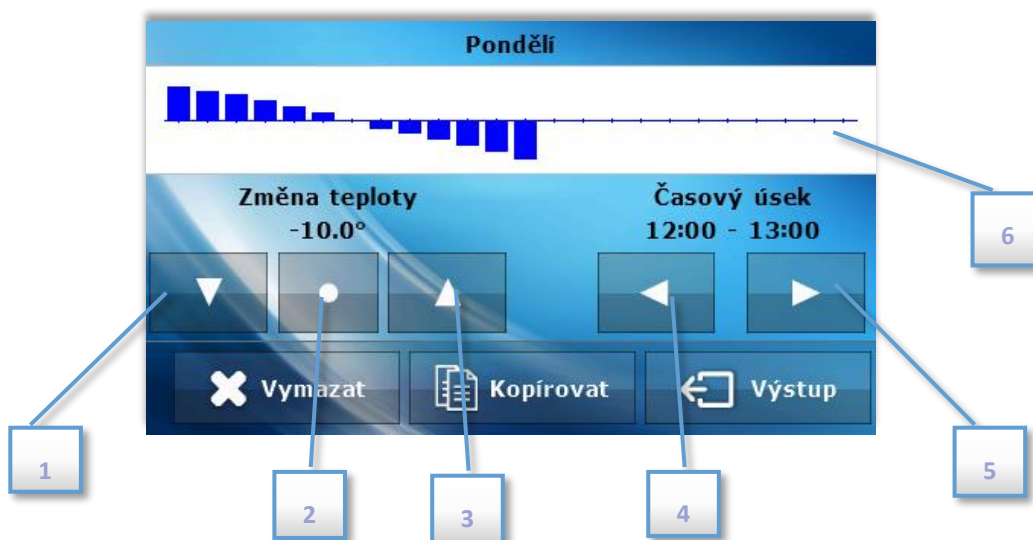 Pondělí
Změna teploty
-10.0°
Časový úsek
12:00 - 13:00
6
Vymazat
Kopírovat
Výstup
1
2
3
4
5